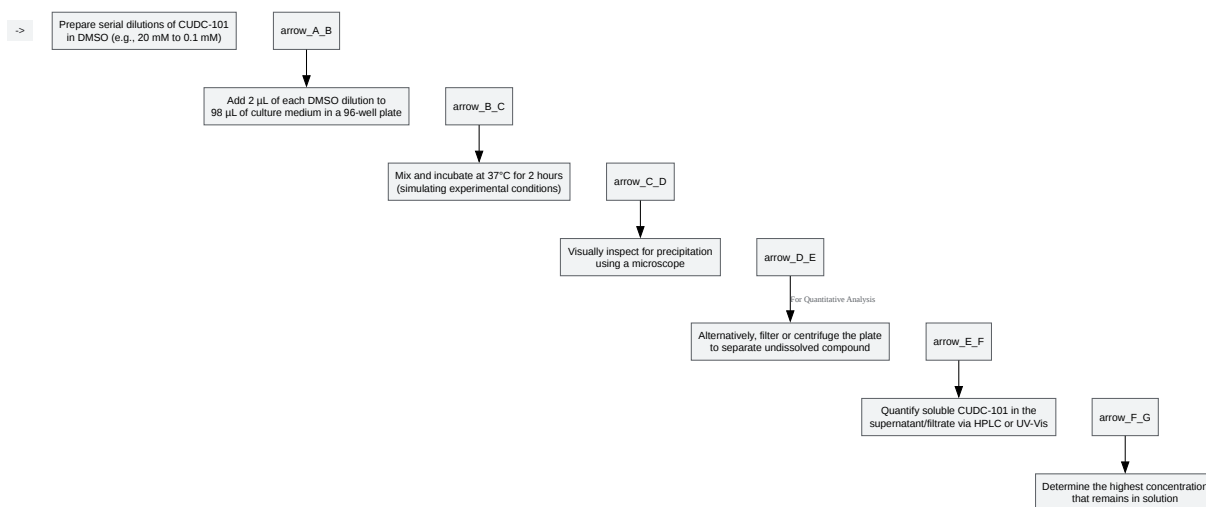 ->
Prepare serial dilutions of CUDC-101
in DMSO (e.g., 20 mM to 0.1 mM)
arrow_A_B
Add 2 µL of each DMSO dilution to
98 µL of culture medium in a 96-well plate
arrow_B_C
Mix and incubate at 37°C for 2 hours
(simulating experimental conditions)
arrow_C_D
Visually inspect for precipitation
using a microscope
arrow_D_E
For Quantitative Analysis
Alternatively, filter or centrifuge the plate
to separate undissolved compound
arrow_E_F
Quantify soluble CUDC-101 in the
supernatant/filtrate via HPLC or UV-Vis
arrow_F_G
Determine the highest concentration
that remains in solution